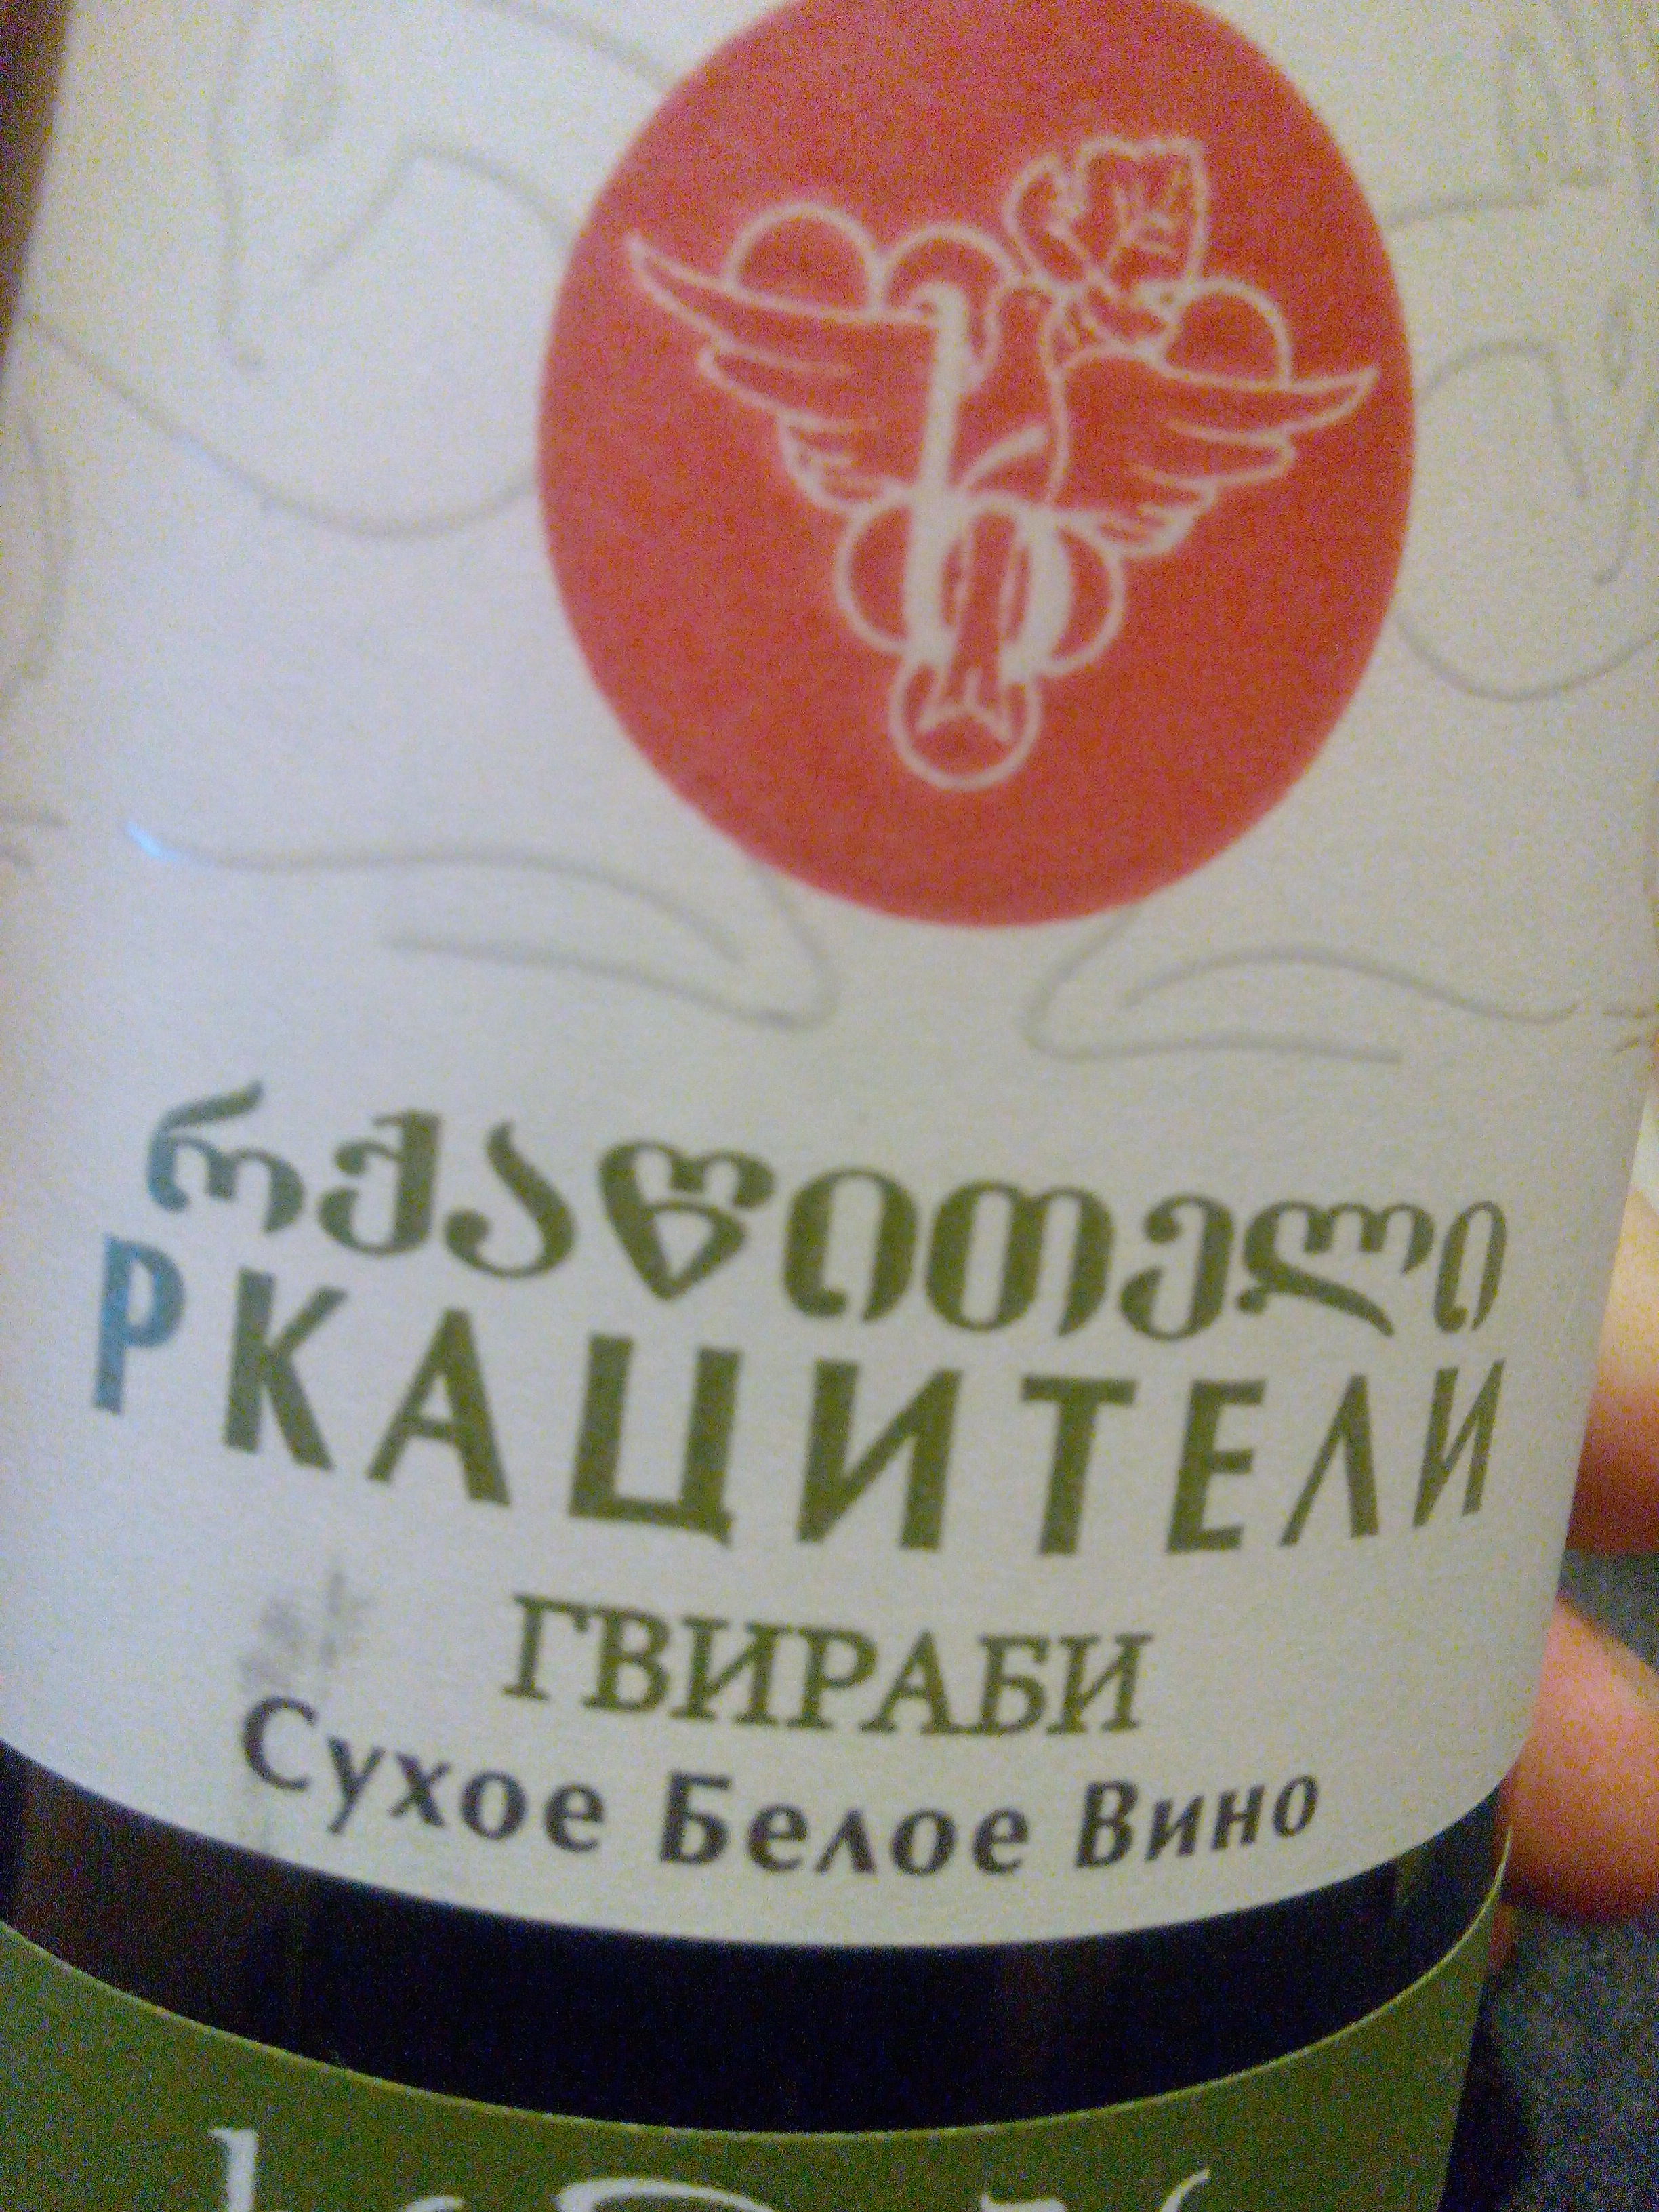 რქაწითელი
РКАЦИТЕЛИ
ГВИРАБИ
Сухое Белое Вино